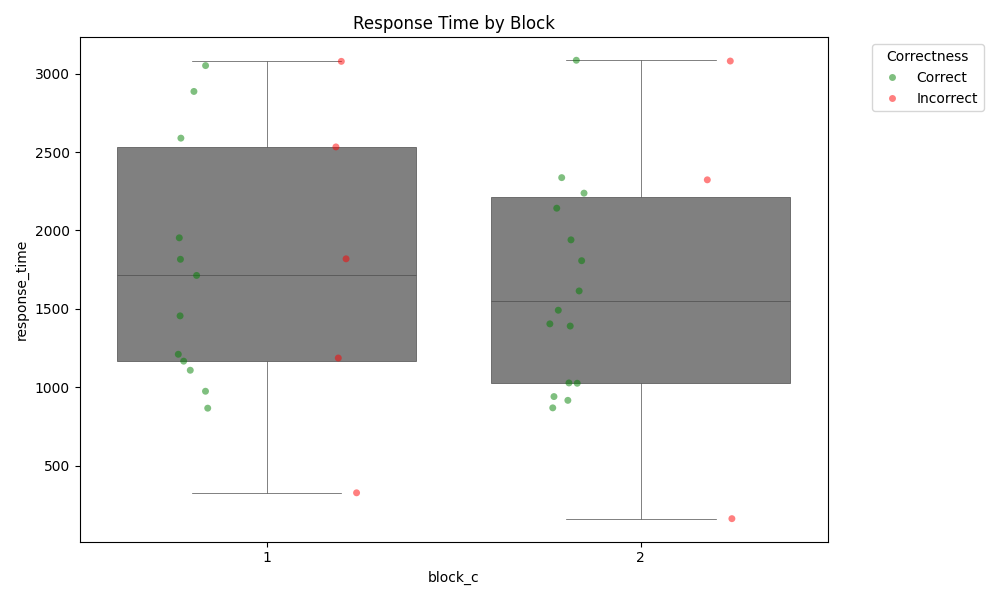 Response Time by Block
Correctness
Correct
Incorrect
3000
2500
2000
1500
1000
500
response_time
1
2
block_c